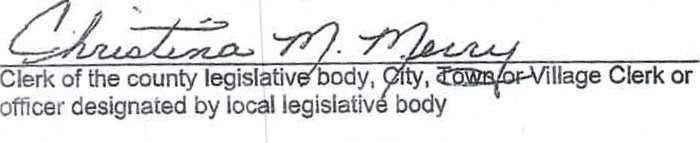 Christina M. Merry
Clerk of the county legislative body, City, Town or Village Clerk or
officer designated by local legislative body